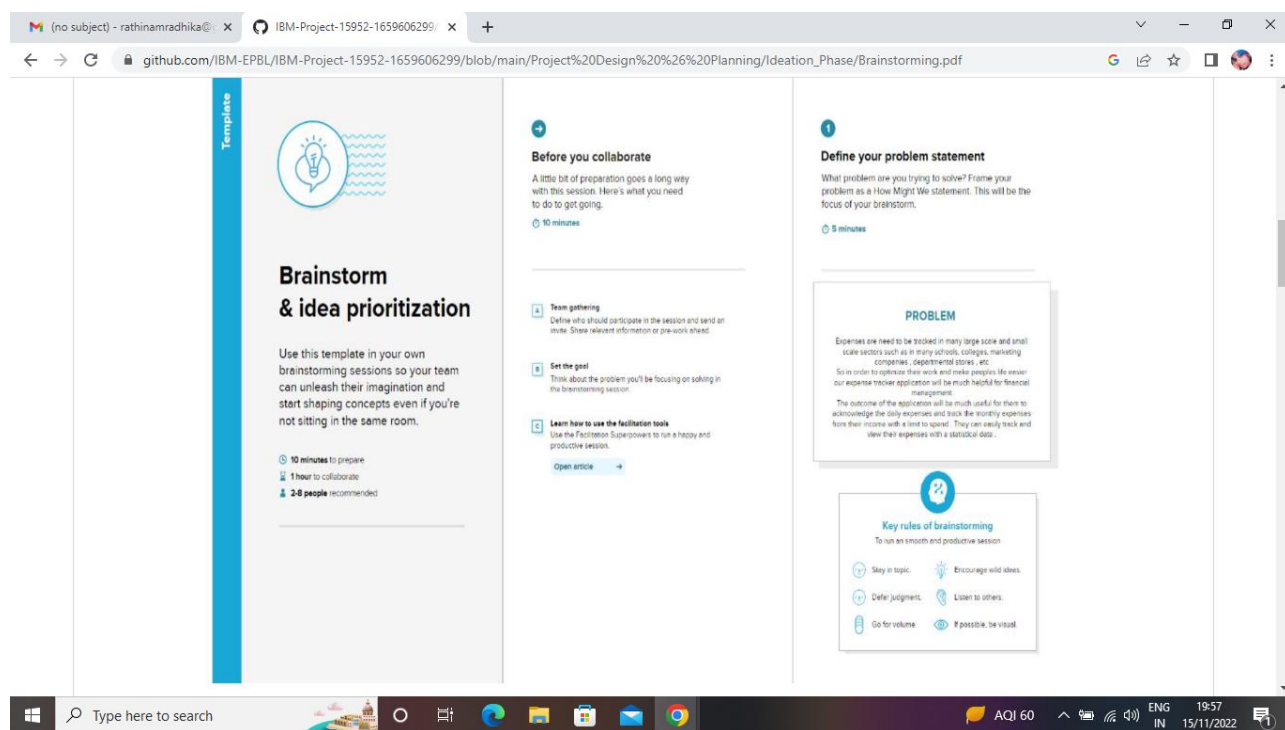 (no subject) - rathinamradhika@
IBM-Project-15952-1659606299/
github.com/IBM-EPBL/IBM-Project-15952-1659606299/blob/main/Project%20Design%20%26%20Planning/Ideation_Phase/Brainstorming.pdf
Template
Brainstorm
& idea prioritization
Use this template in your own
brainstorming sessions so your team
can unleash their imagination and
start shaping concepts even if you're
not sitting in the same room.
10 minutes to prepare
1 hour to collaborate
2-8 people recommended
Before you collaborate
A little bit of preparation goes a long way
with this session. Here's what you need
to do to get going.
10 minutes
A
Team gathering
Define who should participate in the session and send an
invite. Share relevant information or pre-work ahead.
B
Set the goal
Think about the problem you'll be focusing on solving in
the brainstorming session.
C
Learn how to use the facilitation tools
Use the Facilitation Superpowers to run a happy and
productive session.
Open article
1
Define your problem statement
What problem are you trying to solve? Frame your
problem as a How Might We statement. This will be the
focus of your brainstorm.
5 minutes
PROBLEM
Expenses are need to be tracked in many large scale and small
scale sectors such as in many schools, colleges, marketing
companies , departmental stores , etc.
So in order to optimize their work and make peoples life easier
our expense tracker application will be much helpful for financial
management.
The outcome of the application will be much useful for them to
acknowledge the daily expenses and track the monthly expenses
from their income with a limit to spend . They can easily track and
view their expenses with a statistical data .
Key rules of brainstorming
To run an smooth and productive session
Stay in topic.
Encourage wild ideas.
Defer judgment.
Listen to others.
Go for volume.
If possible, be visual.
Type here to search
AQI 60
ENG
IN
19:57
15/11/2022
1